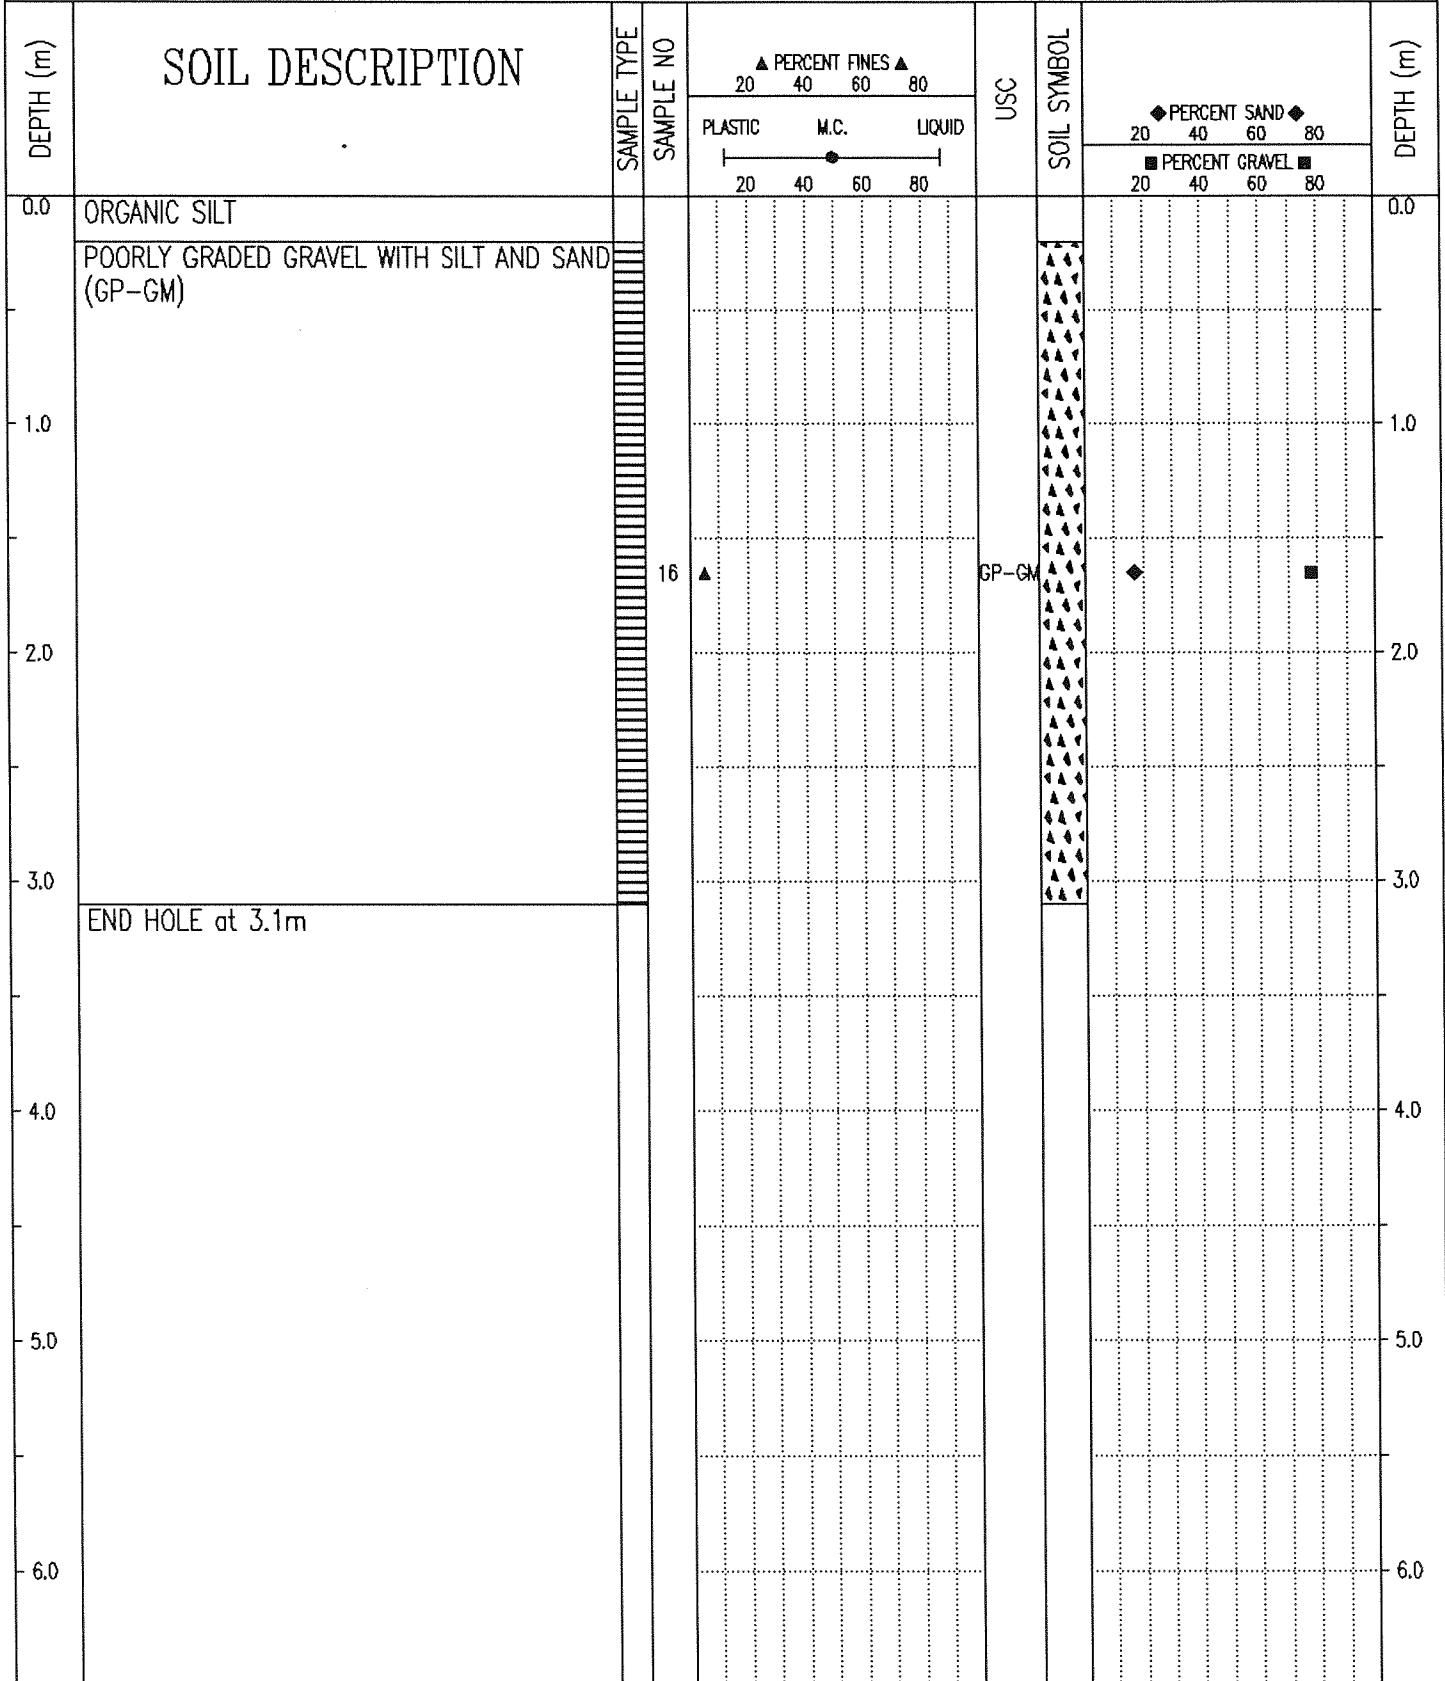 DEPTH (m)
SOIL DESCRIPTION
SAMPLE TYPE
SAMPLE NO
▲ PERCENT FINES ▲
20 40 60 80
PLASTIC M.C. LIQUID
20 40 60 80
USC
SOIL SYMBOL
◆ PERCENT SAND ◆
20 40 60 80
■ PERCENT GRAVEL ■
20 40 60 80
DEPTH (m)
0.0 ORGANIC SILT 0.0
POORLY GRADED GRAVEL WITH SILT AND SAND
(GP-GM)
1.0 1.0
16 GP-GM
2.0 2.0
3.0 3.0
END HOLE at 3.1m
4.0 4.0
5.0 5.0
6.0 6.0